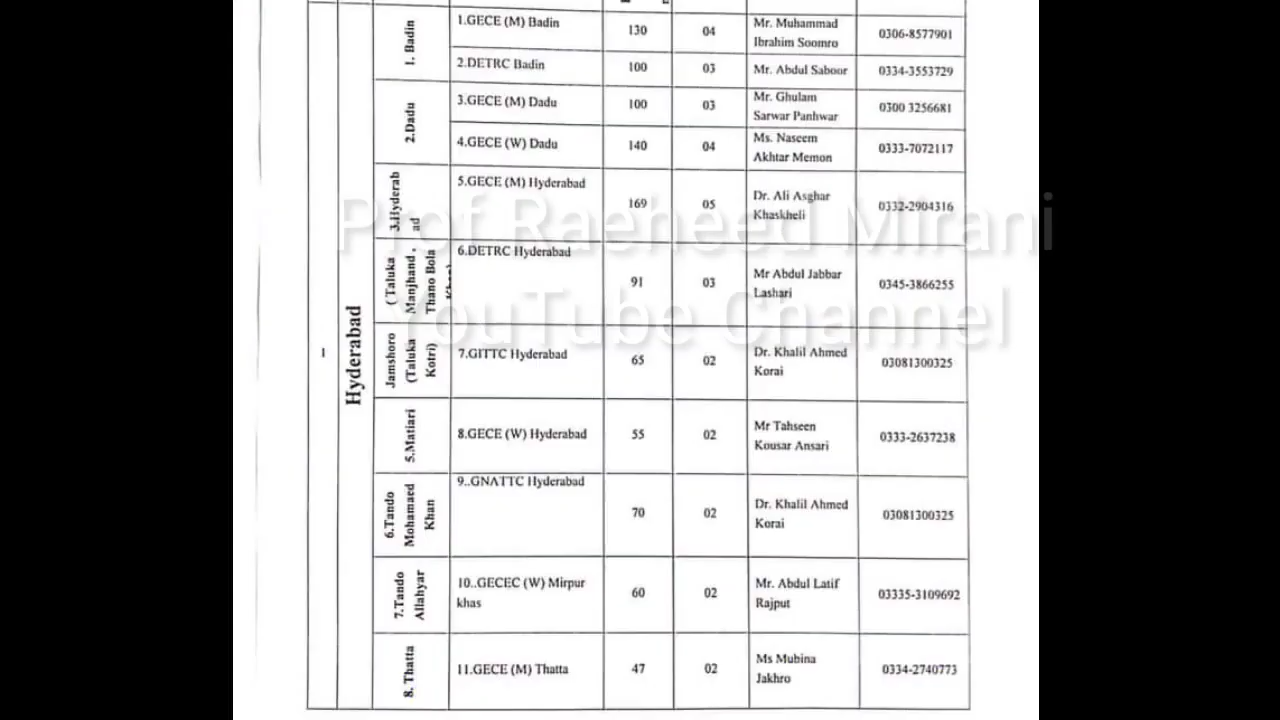 1
Hyderabad
1. Badin
1.GECE (M) Badin
130
04
Mr. Muhammad
Ibrahim Soomro
0306-8577901
2.DETRC Badin
100
03
Mr. Abdul Saboor
0334-3553729
2.Dadu
3.GECE (M) Dadu
100
03
Mr. Ghulam
Sarwar Panhwar
0300 3256681
4.GECE (W) Dadu
140
04
Ms. Naseem
Akhtar Memon
0333-7072117
3.Hyderab
ad
5.GECE (M) Hyderabad
169
05
Dr. Ali Asghar
Khaskheli
0332-2904316
( Taluka
Manjhand ,
Thano Bola
6.DETRC Hyderabad
91
03
Mr Abdul Jabbar
Lashari
0345-3866255
Jamshoro
(Taluka
Kotri)
7.GITTC Hyderabad
65
02
Dr. Khalil Ahmed
Korai
03081300325
5.Matiari
8.GECE (W) Hyderabad
55
02
Mr Tahseen
Kousar Ansari
0333-2637238
6.Tando
Mohamaed
Khan
9..GNATTC Hyderabad
70
02
Dr. Khalil Ahmed
Korai
03081300325
7.Tando
Allahyar
10..GECEC (W) Mirpur
khas
60
02
Mr. Abdul Latif
Rajput
03335-3109692
8. Thatta
11.GECE (M) Thatta
47
02
Ms Mubina
Jakhro
0334-2740773
Prof Raeheed Mirani
YouTube Channel